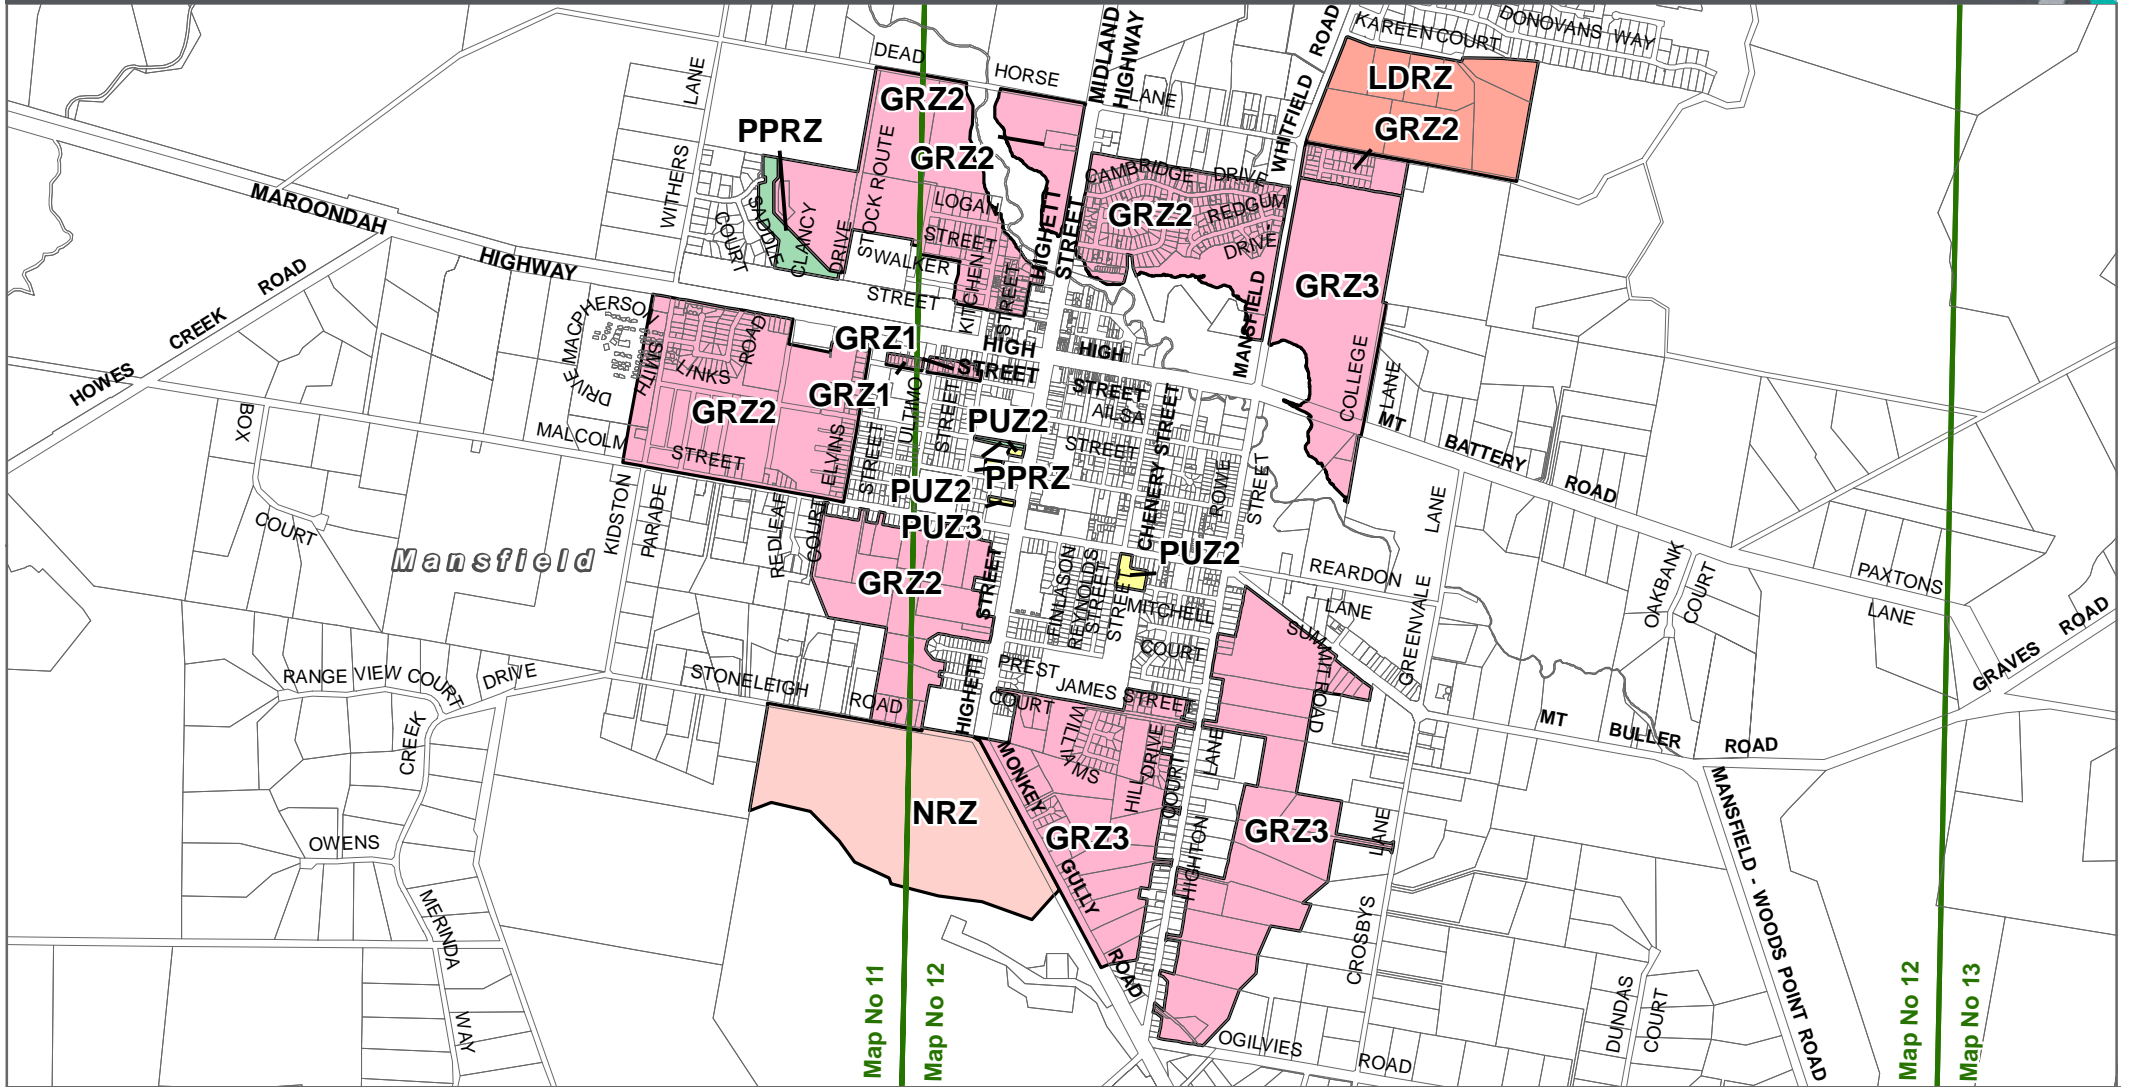 KAREEN COURT
DONOVANS WAY
DEAD HORSE LANE
MIDLAND HIGHWAY
WHITFIELD ROAD
LANE
WITHERS
LDRZ
GRZ2
GRZ2
PPRZ
GRZ2
STOCK ROUTE
CAMBRIDGE DRIVE
REDGUM
DRIVE
GRZ2
LOGAN
STREET
SADDLE
COURT
CLANCY
DRIVE
WALKER
STREET
KITCHEN
STREET
HIGHETT
STREET
MAROONDAH
HIGHWAY
HOWES
CREEK
ROAD
MACPHERSON
DRIVE
SMITH
LINKS
ROAD
GRZ2
GRZ1
GRZ1
HIGH
STREET
HIGH
STREET
AILSA
STREET
MANSFIELD
GRZ3
COLLEGE
LANE
MT
BATTERY
ROAD
BOX
COURT
MALCOLM
STREET
ELVINS
STREET
ULTIMO
STREET
PUZ2
PPRZ
PUZ2
PUZ3
CHENERY STREET
ROWE
STREET
KIDSTON
PARADE
REDLEAF
COURT
Mansfield
GRZ2
STREET
FINLASON
REYNOLDS
STREET
STREET
PUZ2
MITCHELL
COURT
REARDON
LANE
GREENVALE
LANE
OAKBANK
COURT
PAXTONS
LANE
GRAVES
ROAD
SUMMIT ROAD
RANGE VIEW COURT
DRIVE
CREEK
STONELEIGH
ROAD
HIGHETT
PREST
COURT
JAMES STREET
WILLIAMS
HILL
DRIVE
COURT
LANE
HIGHTON
MT
BULLER
ROAD
MANSFIELD - WOODS POINT ROAD
NRZ
MONKEY
GULLY
ROAD
GRZ3
GRZ3
LANE
CROSBYS
OWENS
MERINDA
WAY
OGILVIES
ROAD
DUNDAS
COURT
Map No 11
Map No 12
Map No 12
Map No 13